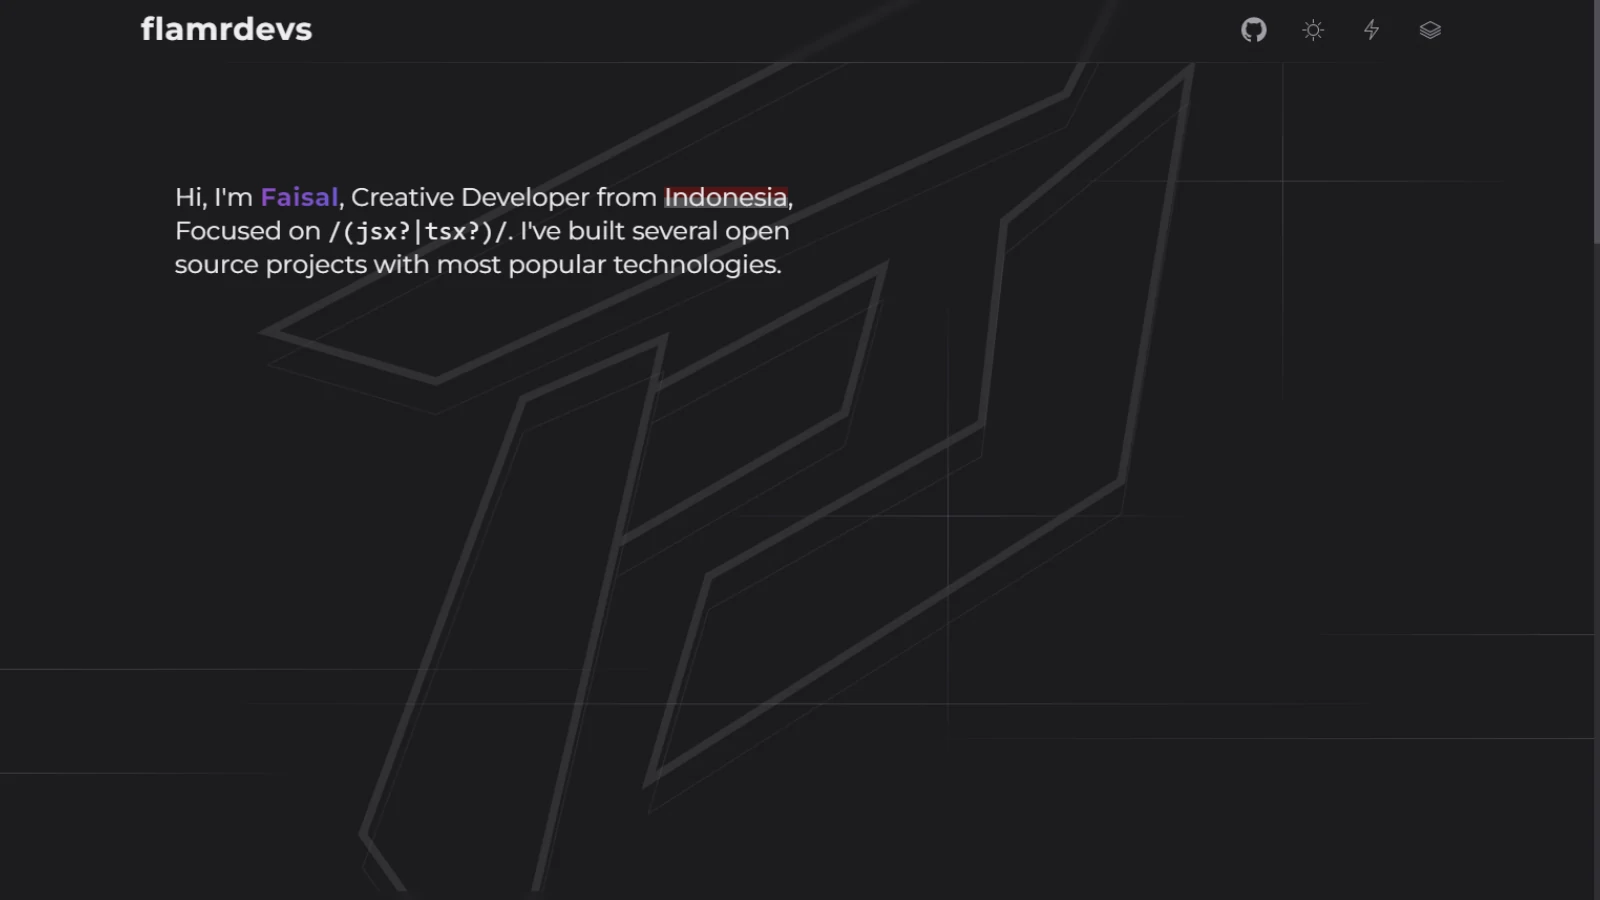 flamrdevs
Hi, I'm Faisal, Creative Developer from Indonesia,
Focused on /(jsx?|tsx?)/. I've built several open
source projects with most popular technologies.